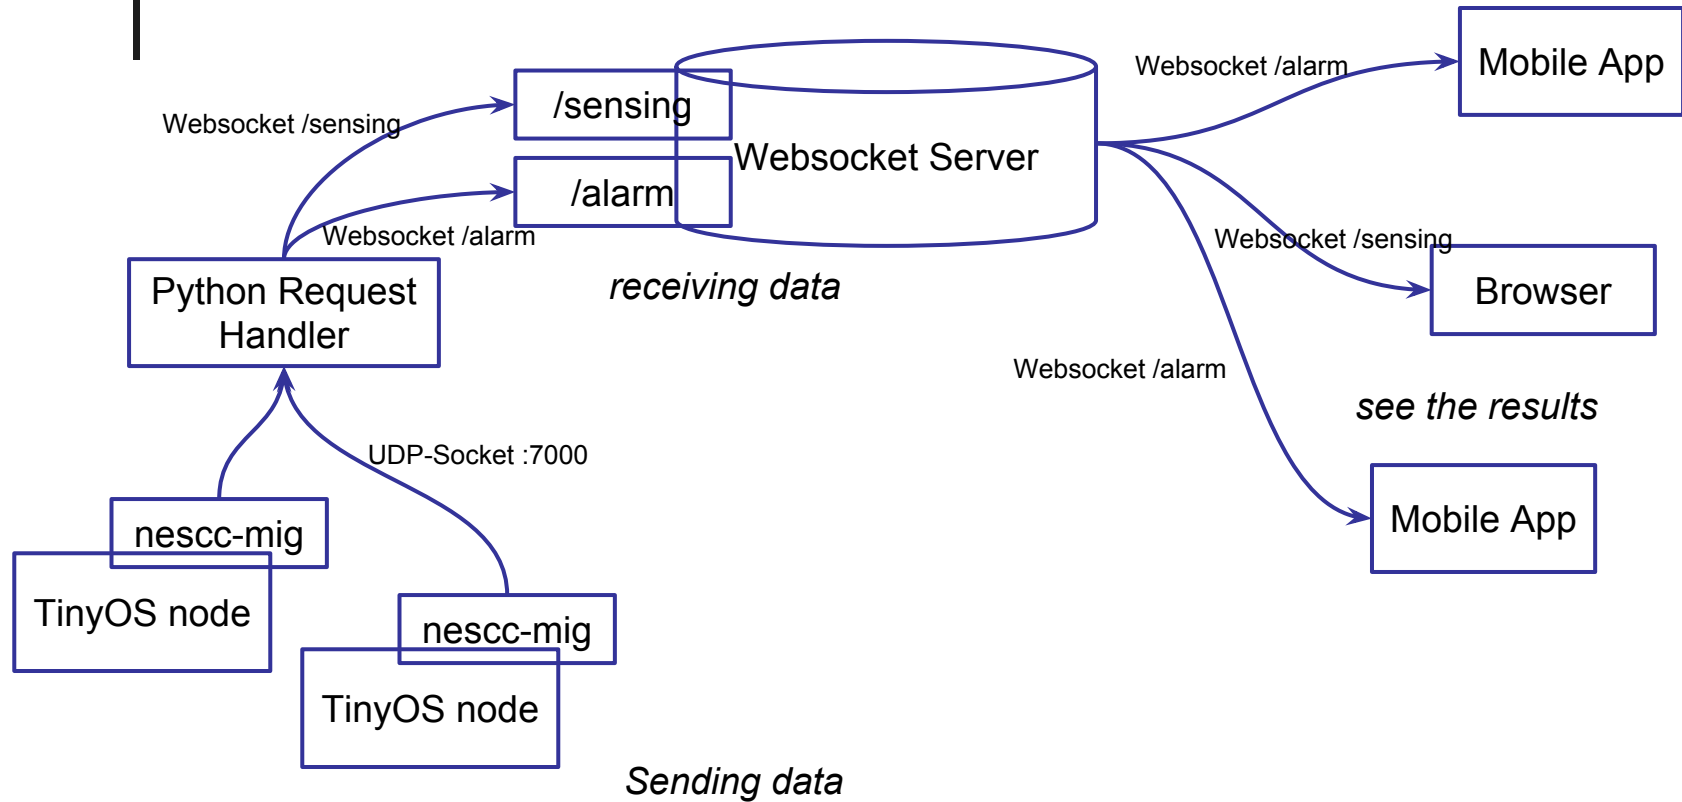 Mobile App
Websocket /alarm
/sensing
Websocket /sensing
Websocket Server
/alarm
Websocket /alarm
Websocket /sensing
Python Request
Handler
receiving data
Browser
Websocket /alarm
see the results
UDP-Socket :7000
Mobile App
nescc-mig
TinyOS node
nescc-mig
TinyOS node
Sending data